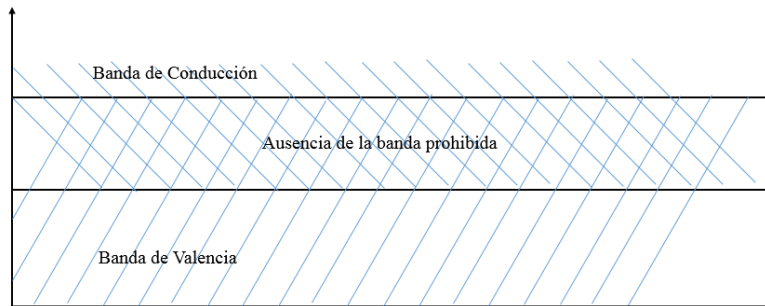 Banda de Conducción
Ausencia de la banda prohibida
Banda de Valencia